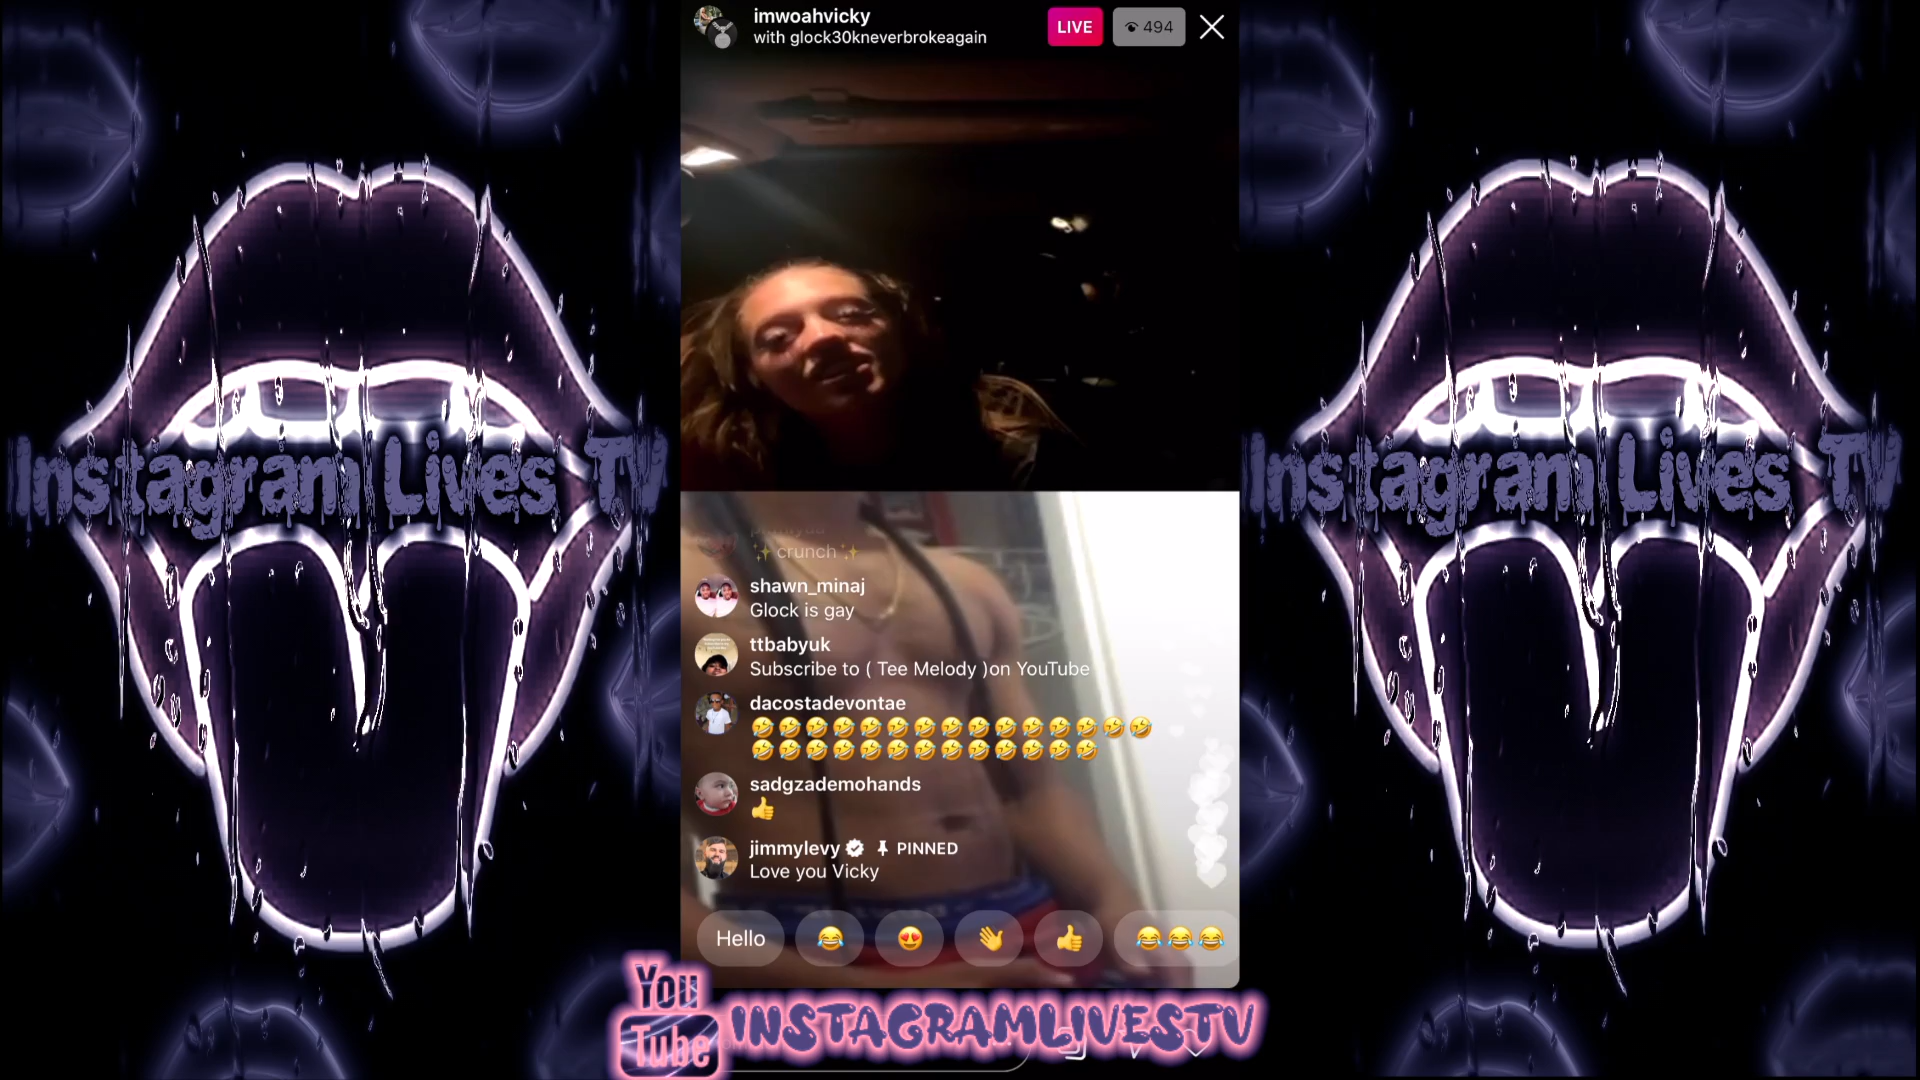 imwoahvicky
with glock30kneverbrokeagain
LIVE
494
Instagram Lives TV
Instagram Lives TV
✨ crunch ✨
shawn_minaj
Glock is gay
ttbabyuk
Subscribe to ( Tee Melody )on YouTube
dacostadevontae
🤣🤣🤣🤣🤣🤣🤣🤣🤣🤣🤣🤣🤣🤣🤣
🤣🤣🤣🤣🤣🤣🤣🤣🤣🤣🤣🤣🤣
sadgzademohands
👍
jimmylevy PINNED
Love you Vicky
Hello 😂 😍 👋 👍 😂😂😂
You
Tube
INSTAGRAMLIVESTV